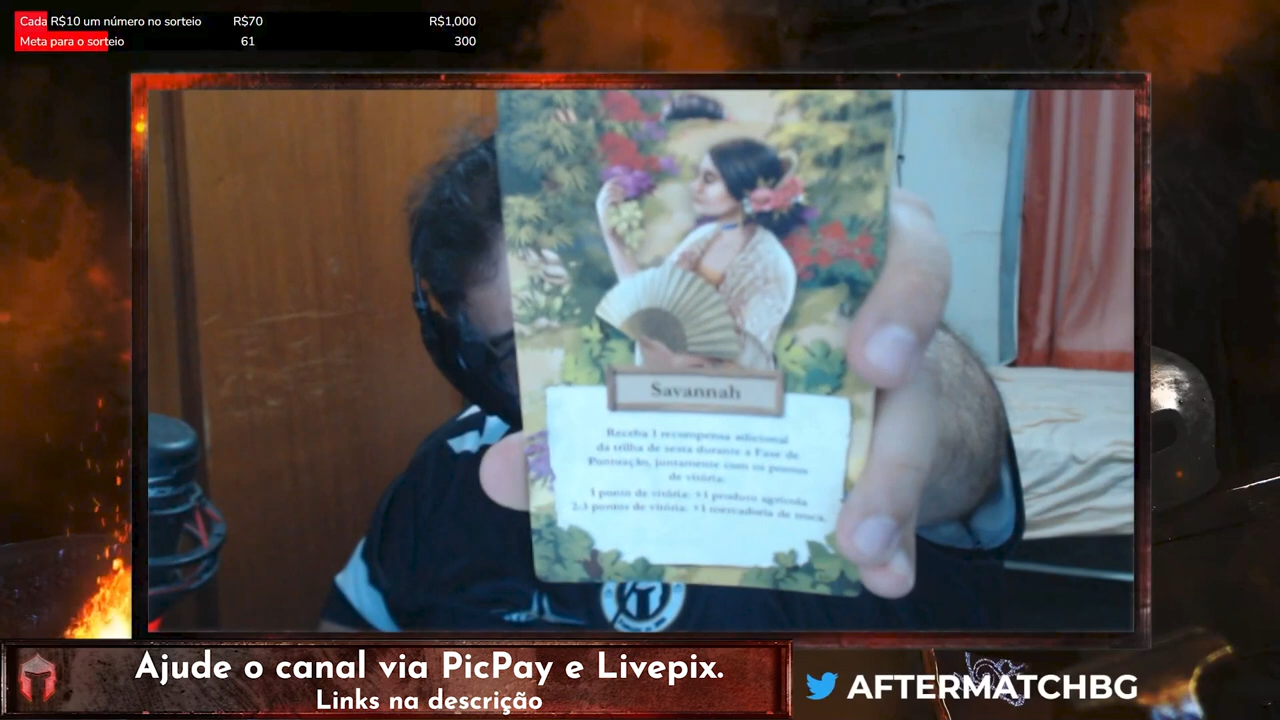 Cada R$10 um número no sorteio R$70 R$1,000
Meta para o sorteio 61 300
Savannah
Receba 1 recompensa adicional
da trilha de sesta durante a Fase de
Pontuação, juntamente com os pontos
de vitória.
1 ponto de vitória: +1 produto agrícola
2-3 pontos de vitória: +1 mercadoria de troca.
Ajude o canal via PicPay e Livepix.
Links na descrição
AFTERMATCHBG